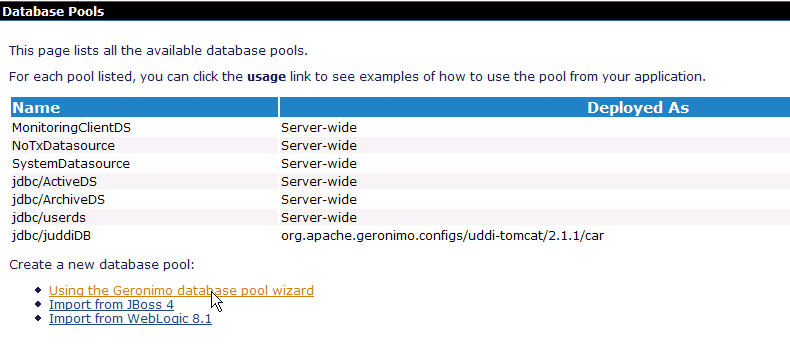 Database Pools
This page lists all the available database pools.
For each pool listed, you can click the usage link to see examples of how to use the pool from your application.
Name Deployed As
MonitoringClientDS Server-wide
NoTxDatasource Server-wide
SystemDatasource Server-wide
jdbc/ActiveDS Server-wide
jdbc/ArchiveDS Server-wide
jdbc/userds Server-wide
jdbc/juddiDB org.apache.geronimo.configs/uddi-tomcat/2.1.1/car
Create a new database pool:
Using the Geronimo database pool wizard
Import from JBoss 4
Import from WebLogic 8.1